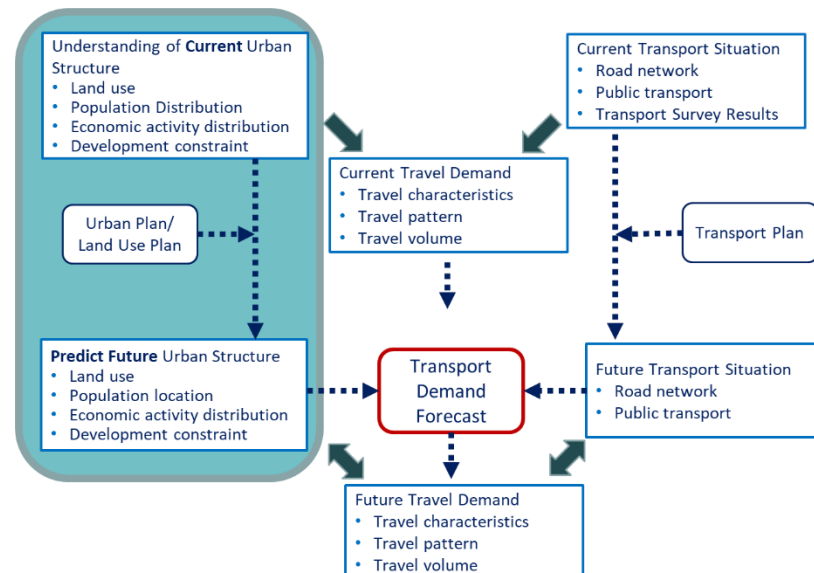 Understanding of Current Urban
Structure
• Land use
• Population Distribution
• Economic activity distribution
• Development constraint
Current Transport Situation
• Road network
• Public transport
• Transport Survey Results
Current Travel Demand
• Travel characteristics
• Travel pattern
• Travel volume
Urban Plan/
Land Use Plan
Transport Plan
Predict Future Urban Structure
• Land use
• Population location
• Economic activity distribution
• Development constraint
Transport
Demand
Forecast
Future Transport Situation
• Road network
• Public transport
Future Travel Demand
• Travel characteristics
• Travel pattern
• Travel volume